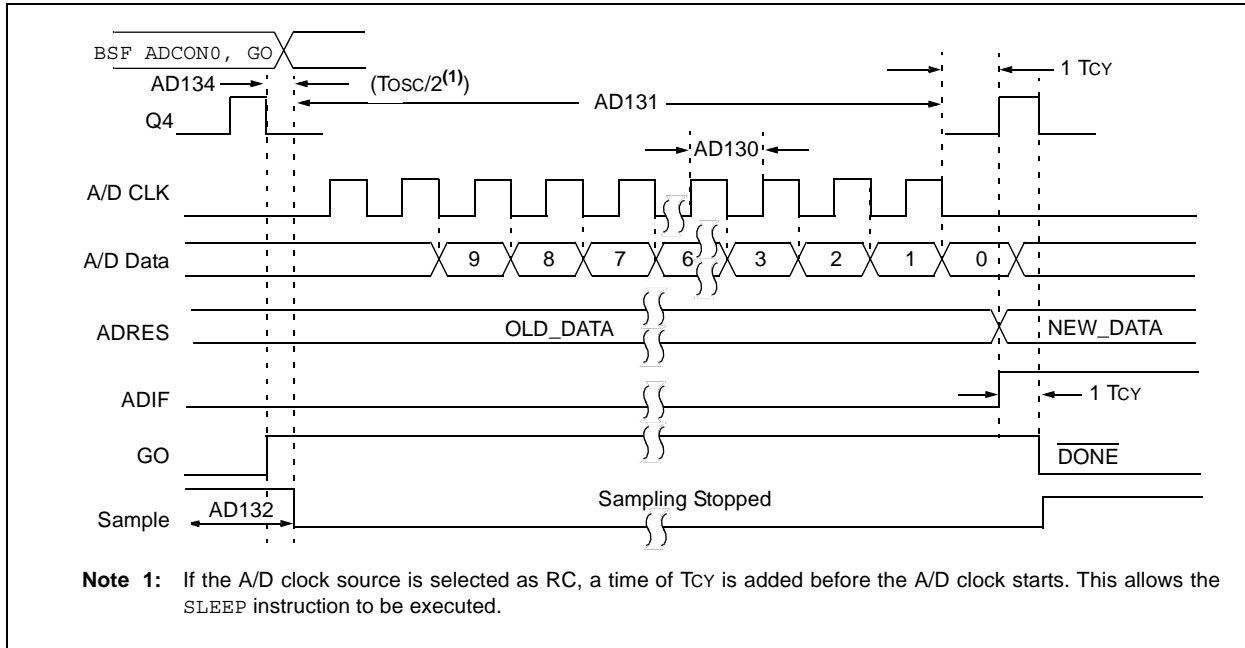 BSF ADCON0, GO
AD134
(TOSC/2(1))
1 TCY
AD131
Q4
AD130
A/D CLK
A/D Data
9 8 7 6 3 2 1 0
ADRES
OLD_DATA
NEW_DATA
ADIF
1 TCY
GO
DONE
Sample
AD132
Sampling Stopped
Note 1: If the A/D clock source is selected as RC, a time of TCY is added before the A/D clock starts. This allows the
SLEEP instruction to be executed.